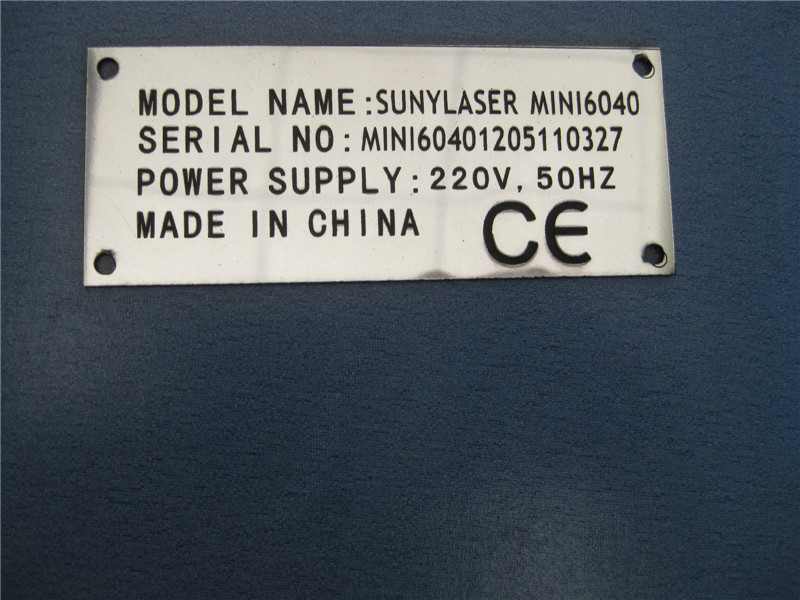 MODEL NAME:SUNYLASER MINI6040
SERIAL NO:MINI60401205110327
POWER SUPPLY:220V, 50HZ
MADE IN CHINA CE